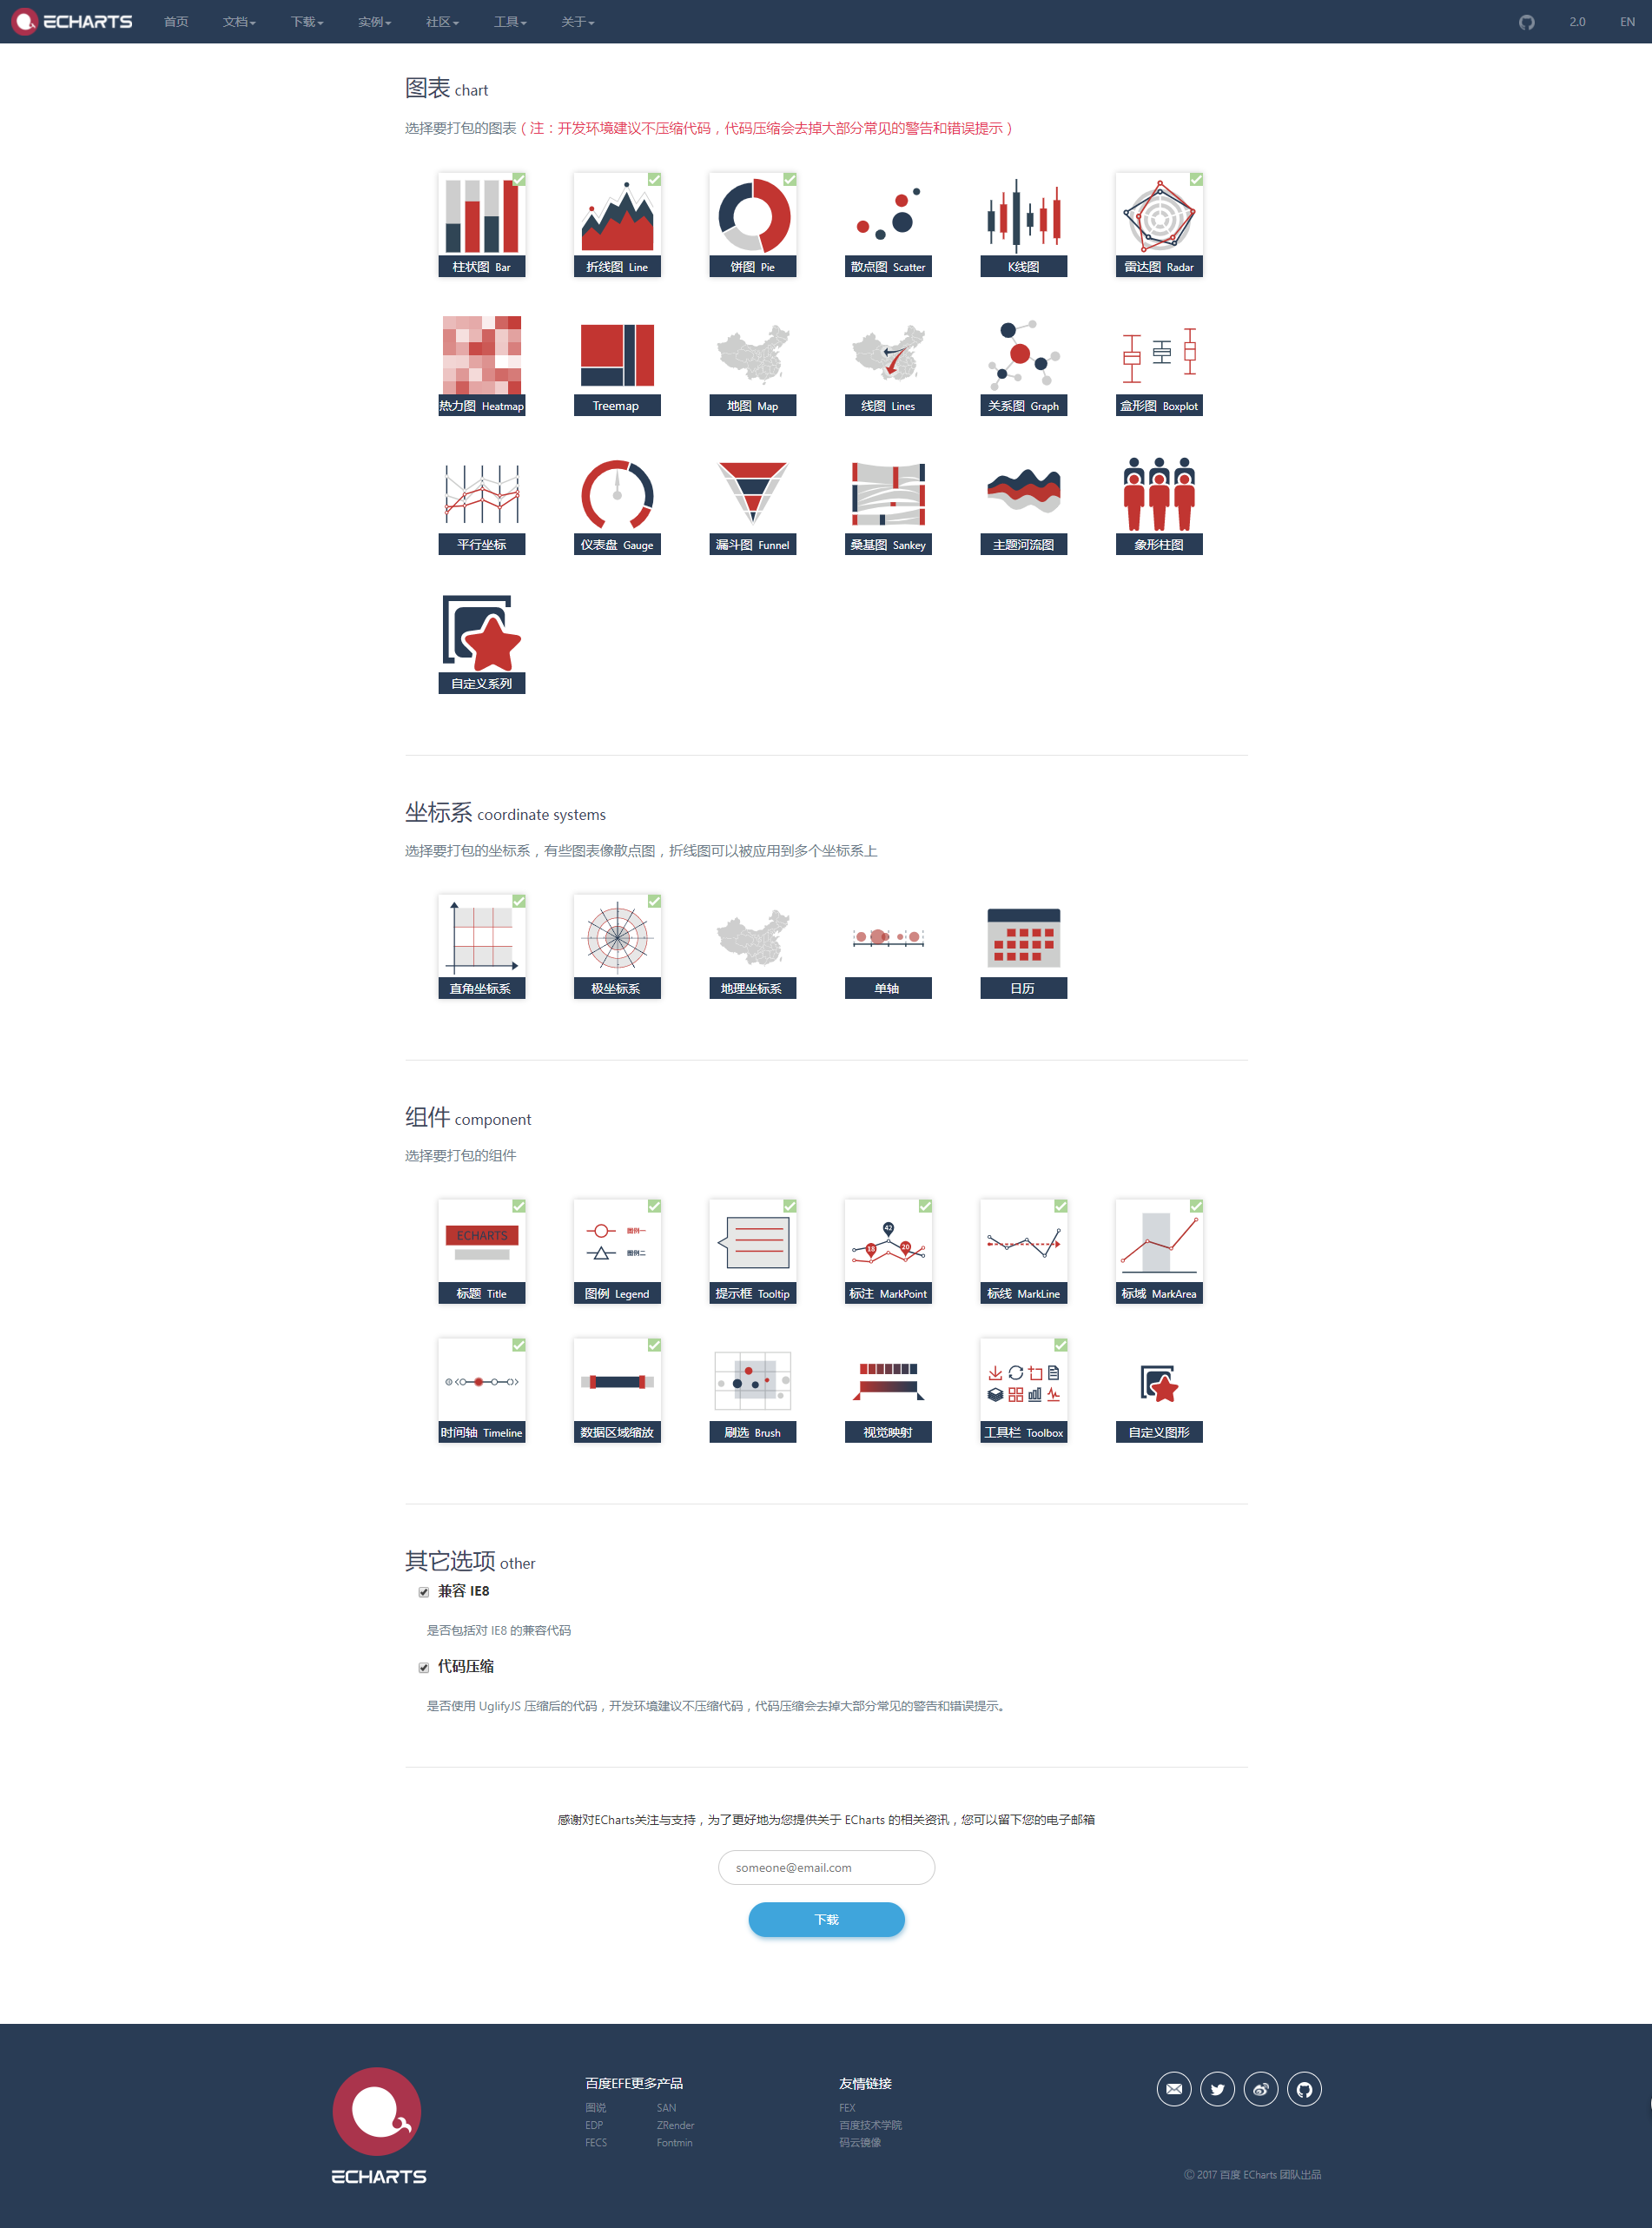 ECHARTS 首页 文档 下载 实例 社区 工具 关于 2.0 EN
图表 chart
选择要打包的图表（注：开发环境建议不压缩代码，代码压缩会去掉大部分常见的警告和错误提示）
柱状图 Bar 折线图 Line 饼图 Pie 散点图 Scatter K线图 雷达图 Radar
热力图 Heatmap Treemap 地图 Map 线图 Lines 关系图 Graph 盒形图 Boxplot
平行坐标 仪表盘 Gauge 漏斗图 Funnel 桑基图 Sankey 主题河流图 象形柱图
自定义系列
坐标系 coordinate systems
选择要打包的坐标系，有些图表像散点图，折线图可以被应用到多个坐标系上
直角坐标系 极坐标系 地理坐标系 单轴 日历
组件 component
选择要打包的组件
ECHARTS 图例一 图例二 42 18 20
标题 Title 图例 Legend 提示框 Tooltip 标注 MarkPoint 标线 MarkLine 标域 MarkArea
时间轴 Timeline 数据区域缩放 刷选 Brush 视觉映射 工具栏 Toolbox 自定义图形
其它选项 other
兼容 IE8
是否包括对 IE8 的兼容代码
代码压缩
是否使用 UglifyJS 压缩后的代码，开发环境建议不压缩代码，代码压缩会去掉大部分常见的警告和错误提示。
感谢对ECharts关注与支持，为了更好地为您提供关于 ECharts 的相关资讯，您可以留下您的电子邮箱
someone@email.com
下载
百度EFE更多产品 友情链接
图说 SAN FEX
EDP ZRender 百度技术学院
FECS Fontmin 码云镜像
ECHARTS © 2017 百度 ECharts 团队出品